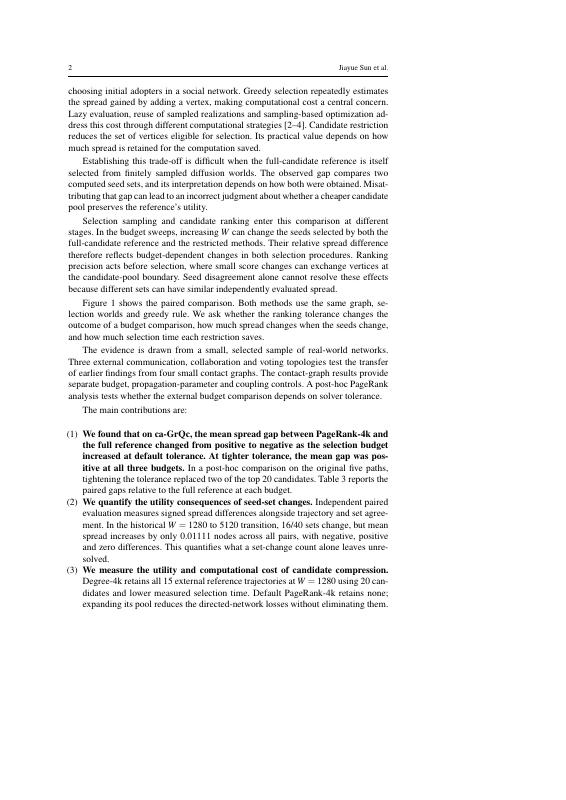 2
Jiayue Sun et al.
choosing initial adopters in a social network. Greedy selection repeatedly estimates
the spread gained by adding a vertex, making computational cost a central concern.
Lazy evaluation, reuse of sampled realizations and sampling-based optimization ad-
dress this cost through different computational strategies [2–4]. Candidate restriction
reduces the set of vertices eligible for selection. Its practical value depends on how
much spread is retained for the computation saved.
Establishing this trade-off is difficult when the full-candidate reference is itself
selected from finitely sampled diffusion worlds. The observed gap compares two
computed seed sets, and its interpretation depends on how both were obtained. Misat-
tributing that gap can lead to an incorrect judgment about whether a cheaper candidate
pool preserves the reference's utility.
Selection sampling and candidate ranking enter this comparison at different
stages. In the budget sweeps, increasing W can change the seeds selected by both the
full-candidate reference and the restricted methods. Their relative spread difference
therefore reflects budget-dependent changes in both selection procedures. Ranking
precision acts before selection, where small score changes can exchange vertices at
the candidate-pool boundary. Seed disagreement alone cannot resolve these effects
because different sets can have similar independently evaluated spread.
Figure 1 shows the paired comparison. Both methods use the same graph, se-
lection worlds and greedy rule. We ask whether the ranking tolerance changes the
outcome of a budget comparison, how much spread changes when the seeds change,
and how much selection time each restriction saves.
The evidence is drawn from a small, selected sample of real-world networks.
Three external communication, collaboration and voting topologies test the transfer
of earlier findings from four small contact graphs. The contact-graph results provide
separate budget, propagation-parameter and coupling controls. A post-hoc PageRank
analysis tests whether the external budget comparison depends on solver tolerance.
The main contributions are:
(1) We found that on ca-GrQc, the mean spread gap between PageRank-4k and
the full reference changed from positive to negative as the selection budget
increased at default tolerance. At tighter tolerance, the mean gap was pos-
itive at all three budgets. In a post-hoc comparison on the original five paths,
tightening the tolerance replaced two of the top 20 candidates. Table 3 reports the
paired gaps relative to the full reference at each budget.
(2) We quantify the utility consequences of seed-set changes. Independent paired
evaluation measures signed spread differences alongside trajectory and set agree-
ment. In the historical W = 1280 to 5120 transition, 16/40 sets change, but mean
spread increases by only 0.01111 nodes across all pairs, with negative, positive
and zero differences. This quantifies what a set-change count alone leaves unre-
solved.
(3) We measure the utility and computational cost of candidate compression.
Degree-4k retains all 15 external reference trajectories at W = 1280 using 20 can-
didates and lower measured selection time. Default PageRank-4k retains none;
expanding its pool reduces the directed-network losses without eliminating them.